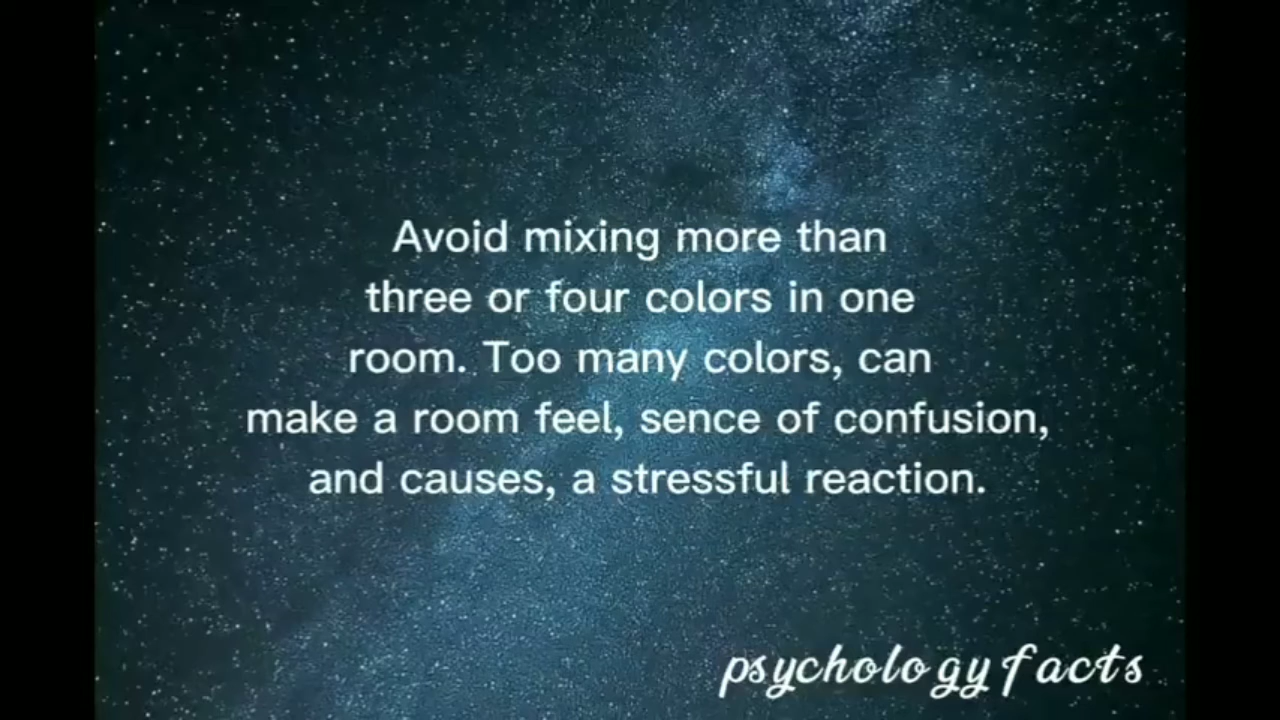 Avoid mixing more than
three or four colors in one
room. Too many colors, can
make a room feel, sence of confusion,
and causes, a stressful reaction.
psychology facts